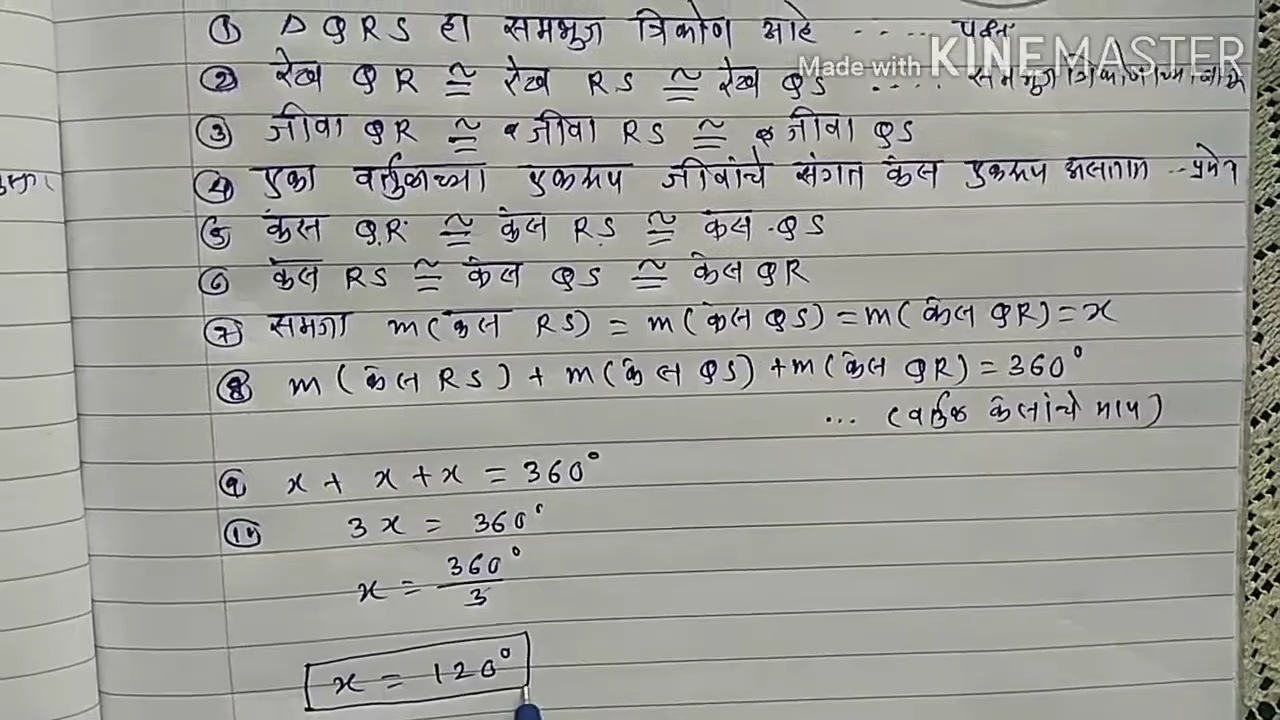 ① △ QRS हा समभुज त्रिकोण आहे ---- पक्ष
Made with KINEMASTER
② रेख QR ≅ रेख RS ≅ रेख QS ..... समभुज त्रिकोणाच्या बाजू
③ जीवा QR ≅ जीवा RS ≅ जीवा QS
④ एका वर्तुळाच्या एकरूप जीवांचे संगत कंस एकरूप असतात --प्रमेय
⑤ कंस QR ≅ कंस RS ≅ कंस QS
⑥ कंस RS ≅ कंस QS ≅ कंस QR
⑦ समजा m(कंस RS) = m(कंस QS) = m(कंस QR) = x
⑧ m(कंस RS) + m(कंस QS) + m(कंस QR) = 360°
... (वर्तुळ कंसांचे माप)
⑨ x + x + x = 360°
⑩ 3x = 360°
x = 360° / 3
x = 120°